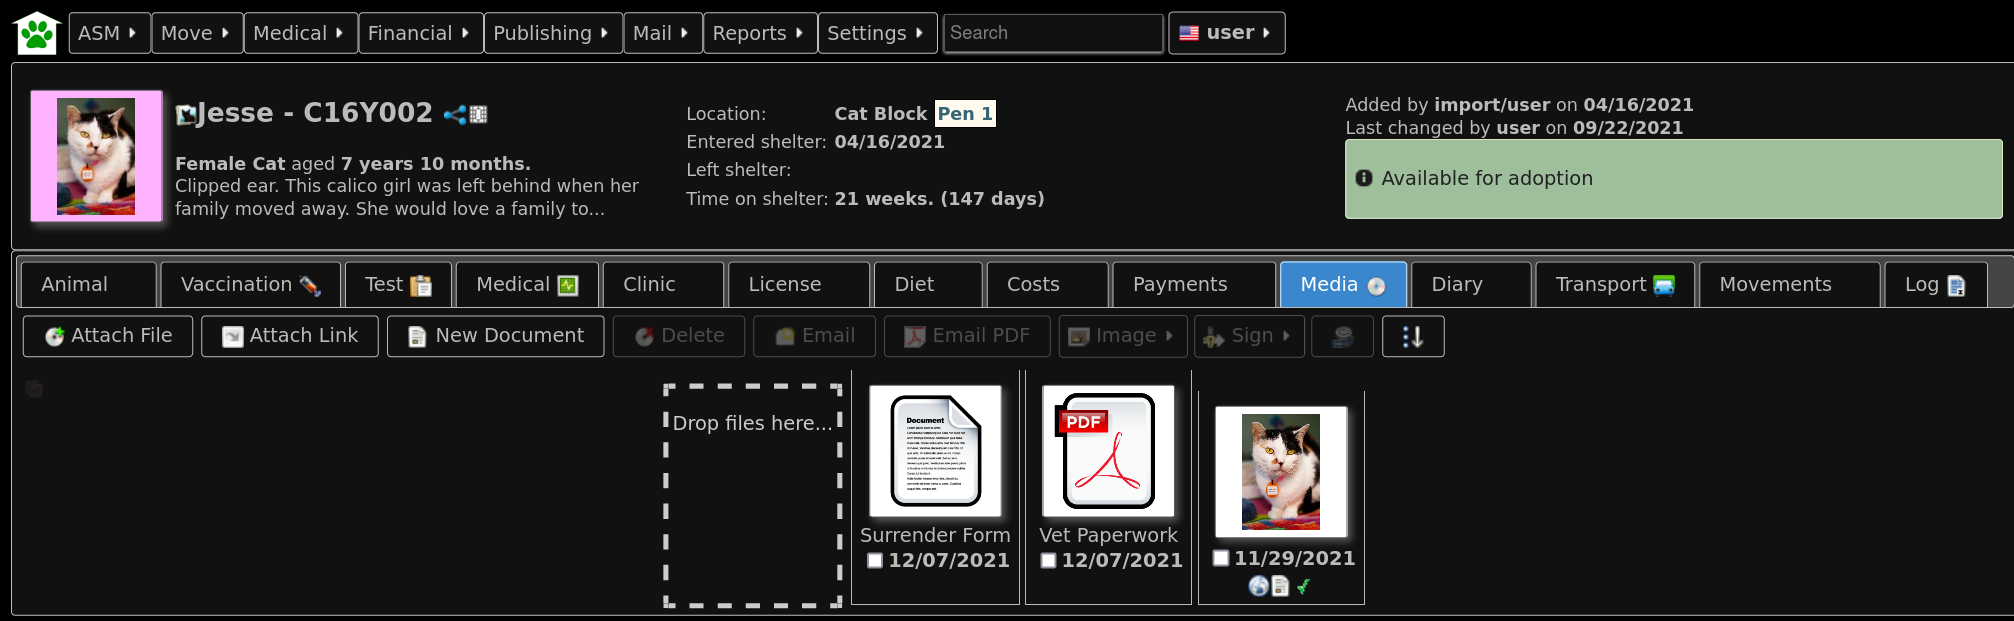 ASM Move Medical Financial Publishing Mail Reports Settings Search user
Jesse - C16Y002
Female Cat aged 7 years 10 months.
Clipped ear. This calico girl was left behind when her
family moved away. She would love a family to...
Location: Cat Block Pen 1
Entered shelter: 04/16/2021
Left shelter:
Time on shelter: 21 weeks. (147 days)
Added by import/user on 04/16/2021
Last changed by user on 09/22/2021
Available for adoption
Animal Vaccination Test Medical Clinic License Diet Costs Payments Media Diary Transport Movements Log
Attach File Attach Link New Document Delete Email Email PDF Image Sign
Drop files here...
Document
PDF
Surrender Form
12/07/2021
Vet Paperwork
12/07/2021
11/29/2021